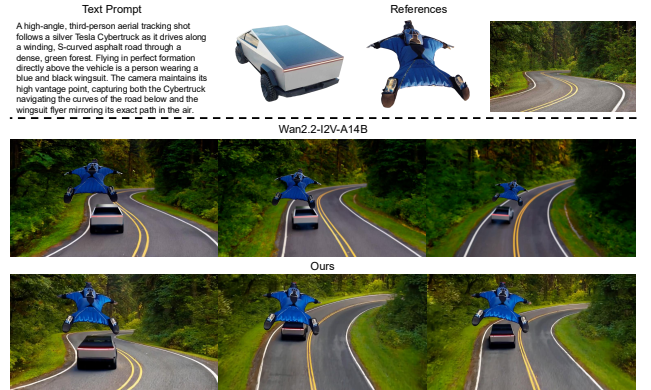 Text Prompt
References
A high-angle, third-person aerial tracking shot
follows a silver Tesla Cybertruck as it drives along
a winding, S-curved asphalt road through a
dense, green forest. Flying in perfect formation
directly above the vehicle is a person wearing a
blue and black wingsuit. The camera maintains its
high vantage point, capturing both the Cybertruck
navigating the curves of the road below and the
wingsuit flyer mirroring its exact path in the air.
Wan2.2-I2V-A14B
Ours